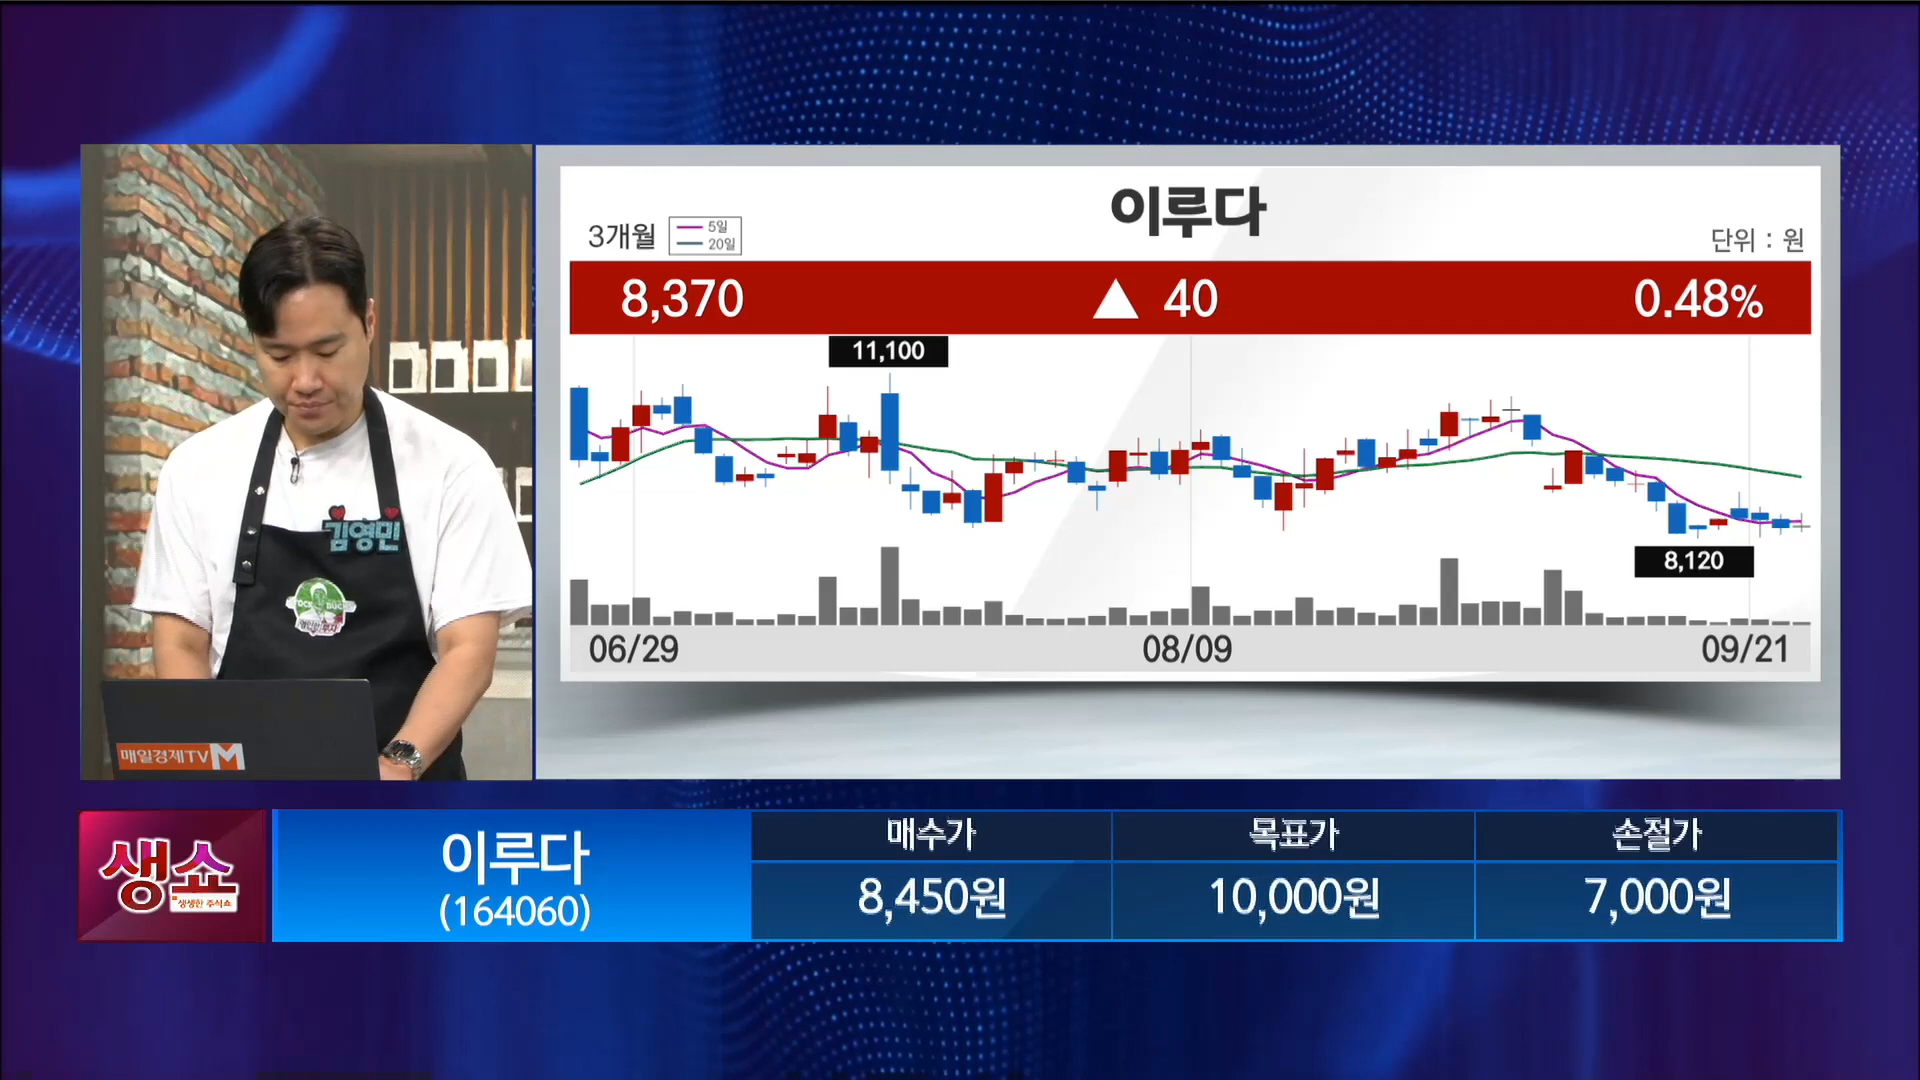 이루다
3개월
5일
20일
단위 : 원
8,370 ▲ 40 0.48%
11,100
8,120
06/29 08/09 09/21
김영민
매일경제TV M
생쇼
생생한 주식쇼
이루다
(164060)
매수가 목표가 손절가
8,450원 10,000원 7,000원